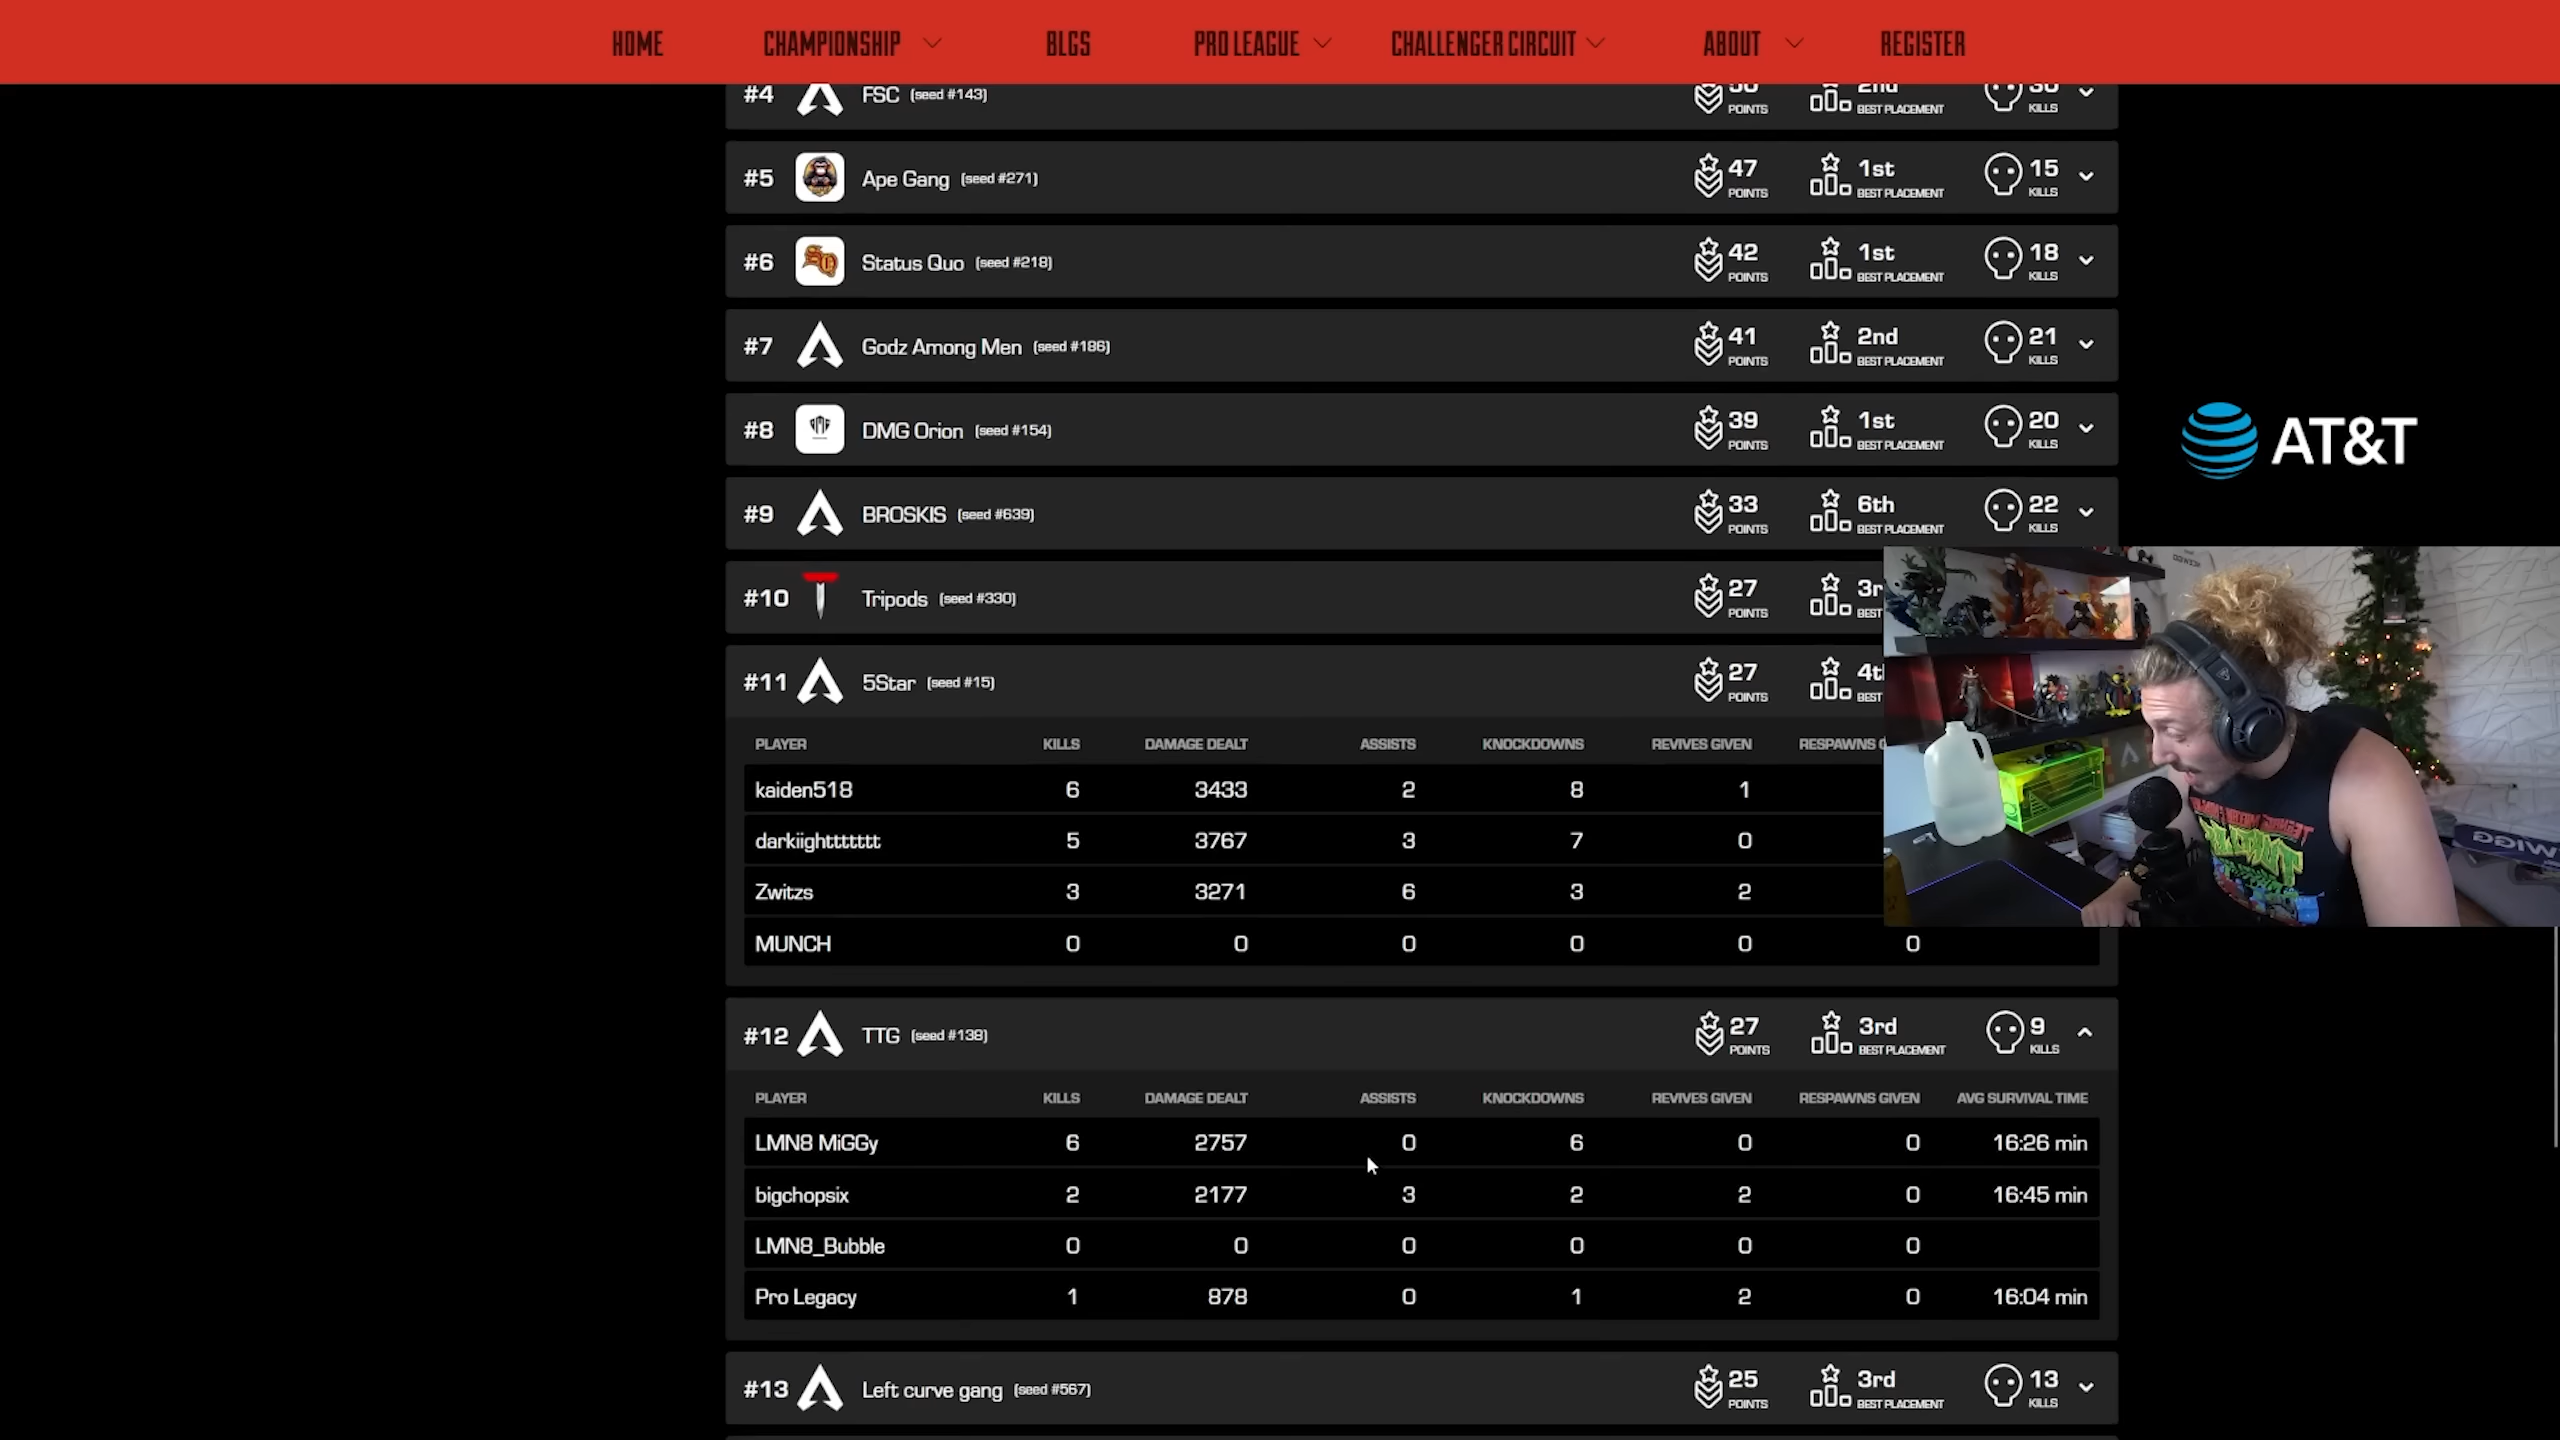 HOME CHAMPIONSHIP BLGS PRO LEAGUE CHALLENGER CIRCUIT ABOUT REGISTER
#4 FSC (seed #143) POINTS 2nd BEST PLACEMENT KILLS
#5 Ape Gang (seed #271) 47 POINTS 1st BEST PLACEMENT 15 KILLS
#6 Status Quo (seed #218) 42 POINTS 1st BEST PLACEMENT 18 KILLS
#7 Godz Among Men (seed #186) 41 POINTS 2nd BEST PLACEMENT 21 KILLS
#8 DMG Orion (seed #154) 39 POINTS 1st BEST PLACEMENT 20 KILLS
AT&T
#9 BROSKIS (seed #639) 33 POINTS 6th BEST PLACEMENT 22 KILLS
#10 Tripods (seed #330) 27 POINTS BEST
#11 5Star (seed #15) 27 POINTS BEST
PLAYER KILLS DAMAGE DEALT ASSISTS KNOCKDOWNS REVIVES GIVEN RESPAWNS
kaiden518 6 3433 2 8 1
darkiighttttttt 5 3767 3 7 0
Zwitzs 3 3271 6 3 2
MUNCH 0 0 0 0 0 0
#12 TTG (seed #138) 27 POINTS 3rd BEST PLACEMENT 9 KILLS
PLAYER KILLS DAMAGE DEALT ASSISTS KNOCKDOWNS REVIVES GIVEN RESPAWNS GIVEN AVG SURVIVAL TIME
LMN8 MiGGy 6 2757 0 6 0 0 16:26 min
bigchopsix 2 2177 3 2 2 0 16:45 min
LMN8_Bubble 0 0 0 0 0 0
Pro Legacy 1 878 0 1 2 0 16:04 min
#13 Left curve gang (seed #567) 25 POINTS 3rd BEST PLACEMENT 13 KILLS